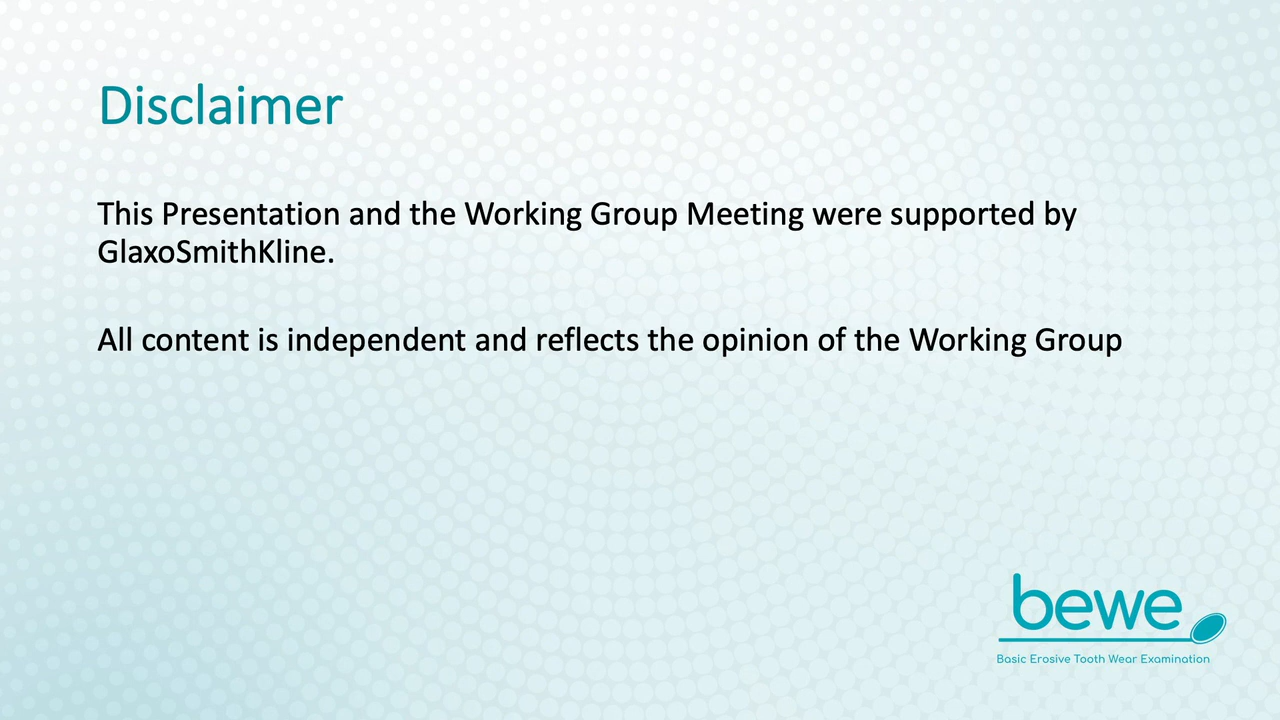 Disclaimer
This Presentation and the Working Group Meeting were supported by
GlaxoSmithKline.
All content is independent and reflects the opinion of the Working Group
bewe
Basic Erosive Tooth Wear Examination